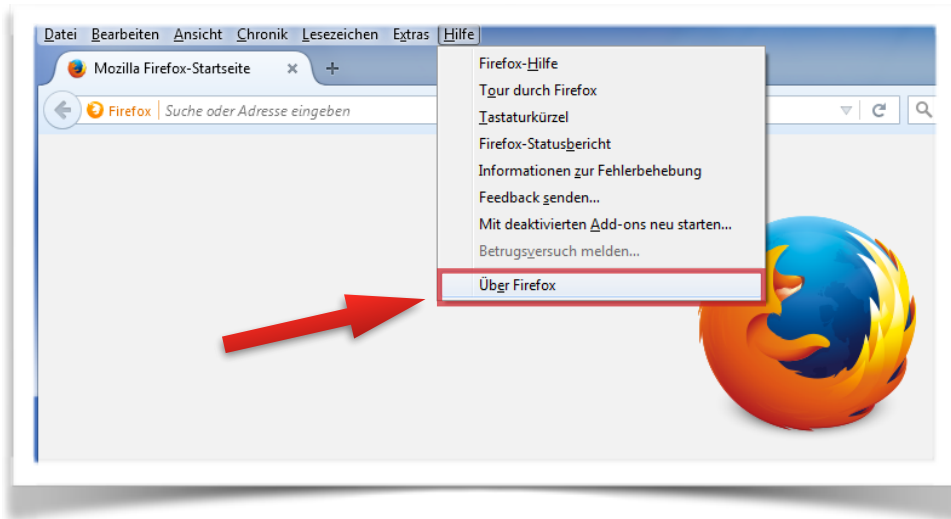 Datei Bearbeiten Ansicht Chronik Lesezeichen Extras Hilfe
Mozilla Firefox-Startseite × +
Firefox Suche oder Adresse eingeben
Firefox-Hilfe
Tour durch Firefox
Tastaturkürzel
Firefox-Statusbericht
Informationen zur Fehlerbehebung
Feedback senden...
Mit deaktivierten Add-ons neu starten...
Betrugsversuch melden...
Über Firefox